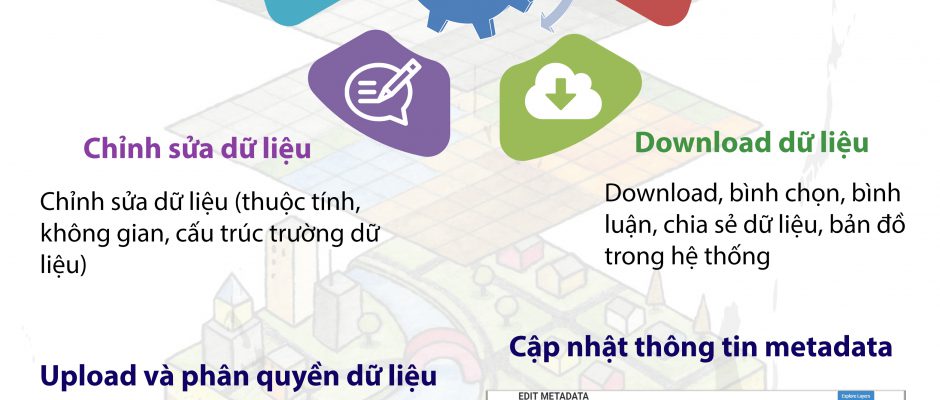 Chỉnh sửa dữ liệu
Chỉnh sửa dữ liệu (thuộc tính,
không gian, cấu trúc trường dữ
liệu)
Download dữ liệu
Download, bình chọn, bình
luận, chia sẻ dữ liệu, bản đồ
trong hệ thống
Upload và phân quyền dữ liệu
Cập nhật thông tin metadata
EDIT METADATA
Explore Layers